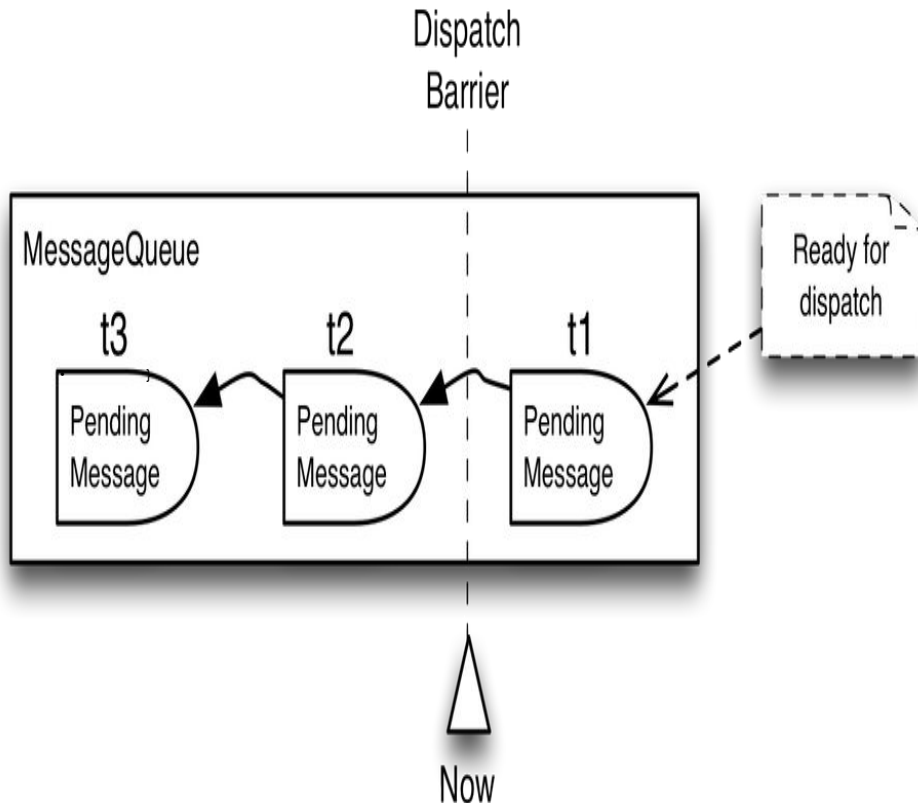 Dispatch
Barrier
MessageQueue
Ready for
dispatch
t3
t2
t1
Pending
Message
Pending
Message
Pending
Message
Now